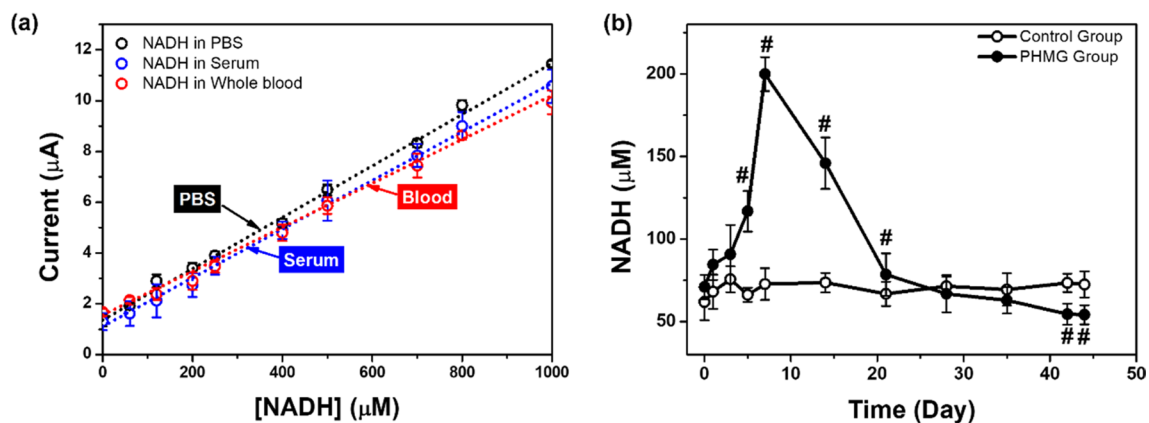 (a)
NADH in PBS
NADH in Serum
NADH in Whole blood
PBS
Blood
Serum
Current (μA)
12
10
8
6
4
2
0
0 200 400 600 800 1000
[NADH] (μM)
(b)
Control Group
PHMG Group
#
#
#
#
##
NADH (μM)
200
150
100
50
0 10 20 30 40 50
Time (Day)